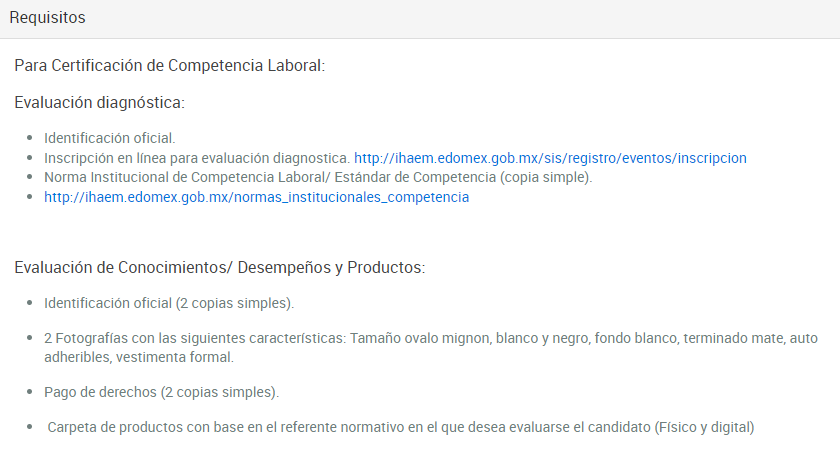 Requisitos
Para Certificación de Competencia Laboral:
Evaluación diagnóstica:
Identificación oficial.
Inscripción en línea para evaluación diagnostica. http://ihaem.edomex.gob.mx/sis/registro/eventos/inscripcion
Norma Institucional de Competencia Laboral/ Estándar de Competencia (copia simple).
http://ihaem.edomex.gob.mx/normas_institucionales_competencia
Evaluación de Conocimientos/ Desempeños y Productos:
Identificación oficial (2 copias simples).
2 Fotografías con las siguientes características: Tamaño ovalo mignon, blanco y negro, fondo blanco, terminado mate, auto
adheribles, vestimenta formal.
Pago de derechos (2 copias simples).
Carpeta de productos con base en el referente normativo en el que desea evaluarse el candidato (Físico y digital)